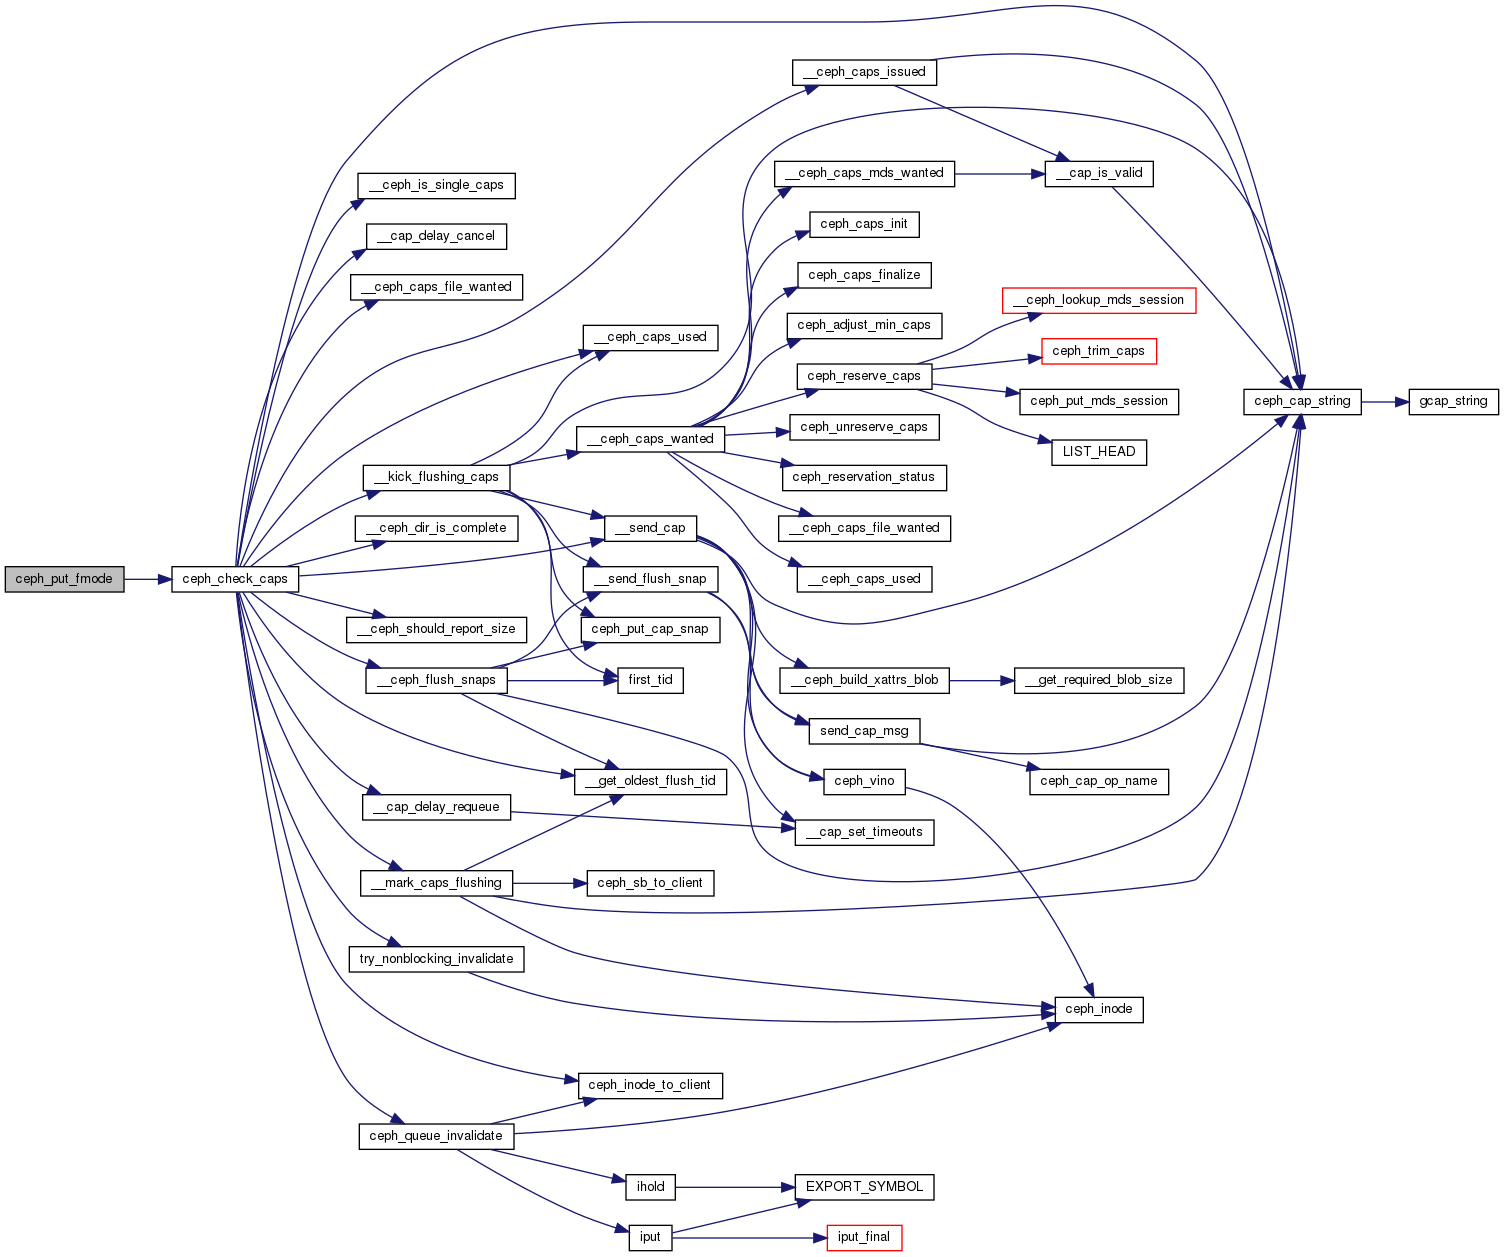 ceph_put_fmode
ceph_check_caps
__ceph_is_single_caps
__cap_delay_cancel
__ceph_caps_file_wanted
__kick_flushing_caps
__ceph_dir_is_complete
__ceph_should_report_size
__ceph_flush_snaps
__cap_delay_requeue
__mark_caps_flushing
try_nonblocking_invalidate
ceph_queue_invalidate
__ceph_caps_used
__ceph_caps_wanted
__send_cap
__send_flush_snap
ceph_put_cap_snap
first_tid
__get_oldest_flush_tid
ceph_sb_to_client
ceph_inode_to_client
ihold
iput
__ceph_caps_issued
__ceph_caps_mds_wanted
ceph_caps_init
ceph_caps_finalize
ceph_adjust_min_caps
ceph_reserve_caps
ceph_unreserve_caps
ceph_reservation_status
__ceph_caps_file_wanted
__ceph_caps_used
__ceph_build_xattrs_blob
send_cap_msg
ceph_vino
__cap_set_timeouts
EXPORT_SYMBOL
iput_final
__cap_is_valid
__ceph_lookup_mds_session
ceph_trim_caps
ceph_put_mds_session
LIST_HEAD
__get_required_blob_size
ceph_cap_op_name
ceph_inode
ceph_cap_string
gcap_string